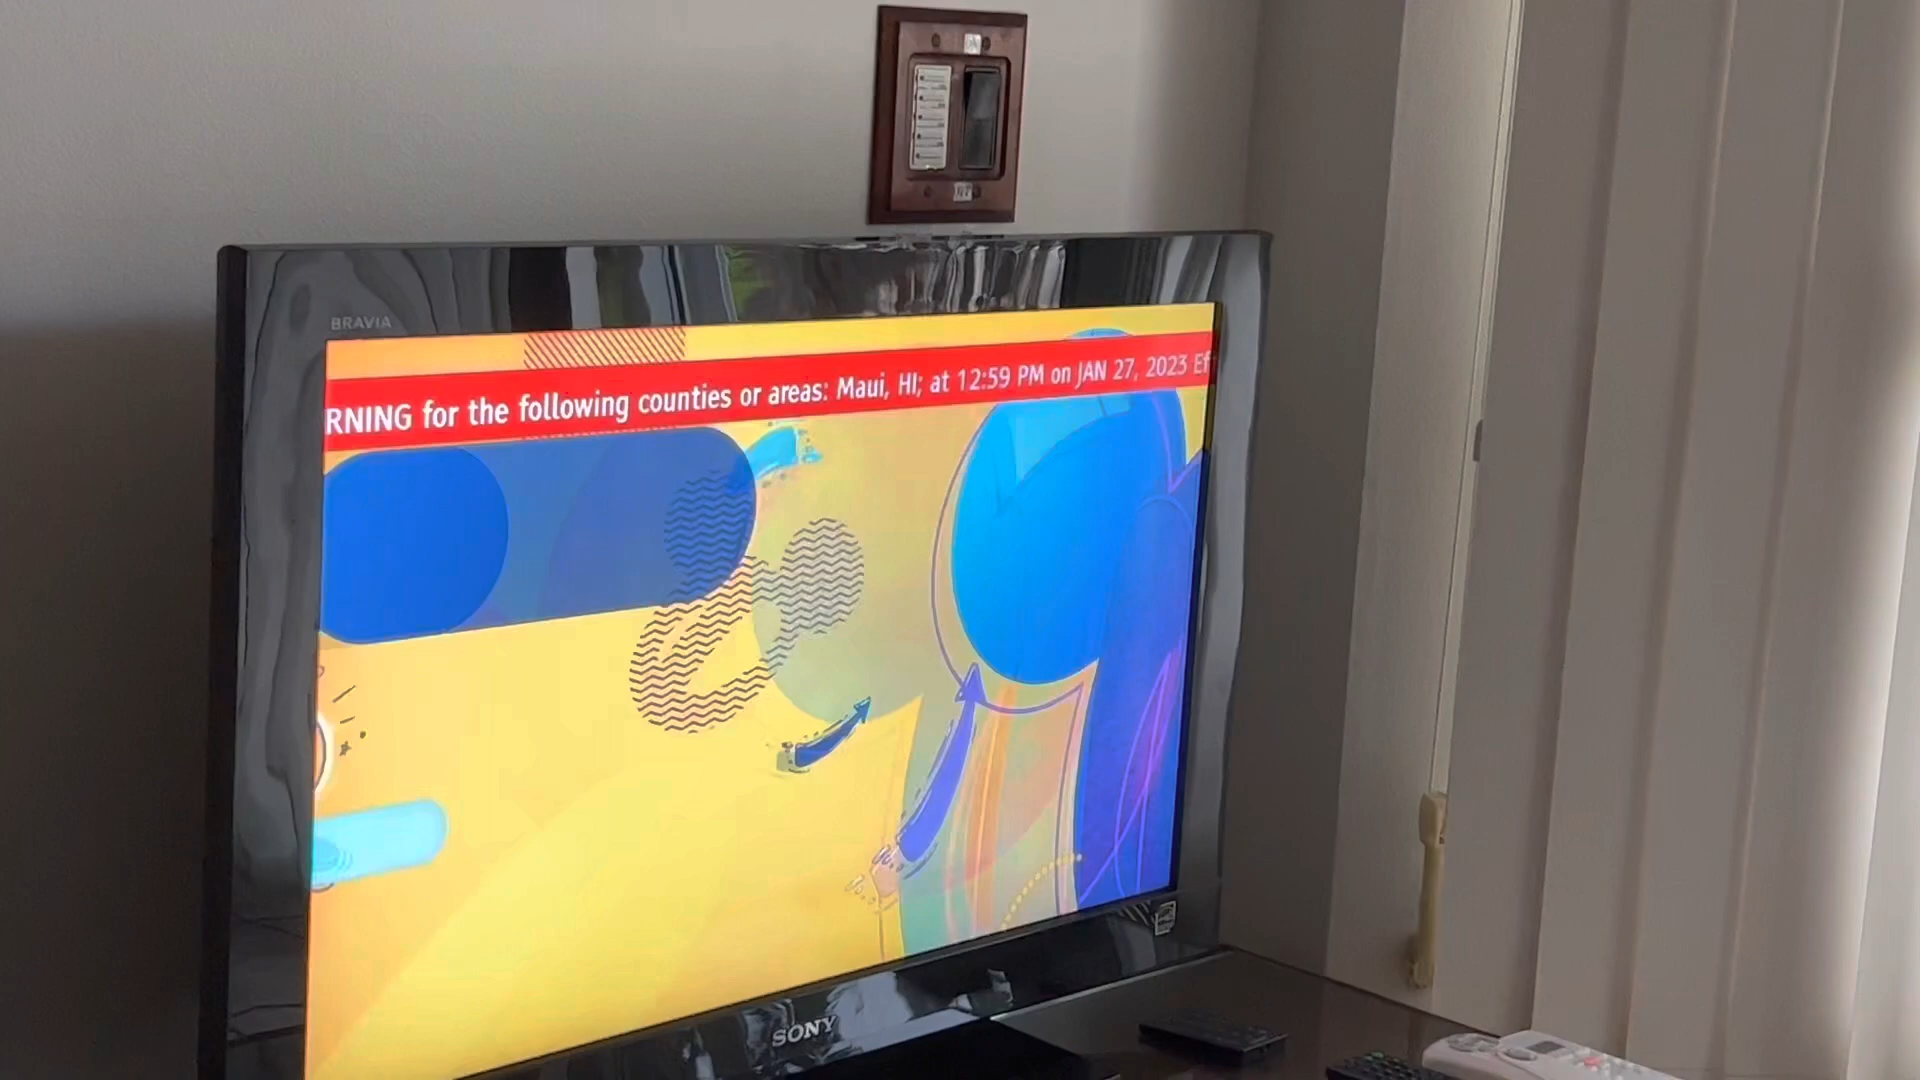 BRAVIA
RNING for the following counties or areas: Maui, HI; at 12:59 PM on JAN 27, 2023 Ef
SONY